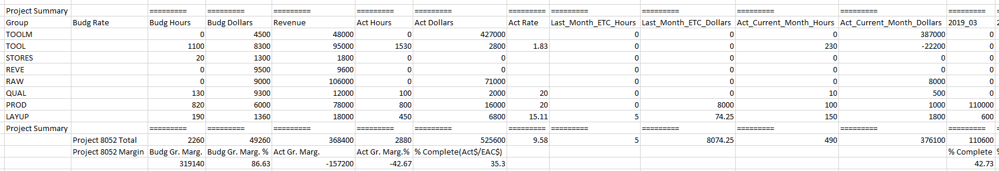 Project Summary ========= ========= ========= ========= ========= ========= ========= ========= ========= ========= =========
Group Budg Rate Budg Hours Budg Dollars Revenue Act Hours Act Dollars Act Rate Last_Month_ETC_Hours Last_Month_ETC_Dollars Act_Current_Month_Hours Act_Current_Month_Dollars 2019_03
TOOLM 0 4500 48000 0 427000 0 0 0 387000 0
TOOL 1100 8300 95000 1530 2800 1.83 0 0 230 -22200 0
STORES 20 1300 1800 0 0 0 0 0 0 0
REVE 0 9500 9600 0 0 0 0 0 0 0
RAW 0 9000 106000 0 71000 0 0 0 8000 0
QUAL 130 9300 12000 100 2000 20 0 0 10 500 0
PROD 820 6000 78000 800 16000 20 0 8000 100 1000 110000
LAYUP 190 1360 18000 450 6800 15.11 5 74.25 150 1800 600
Project Summary ========= ========= ========= ========= ========= ========= ========= ========= ========= ========= =========
Project 8052 Total 2260 49260 368400 2880 525600 9.58 5 8074.25 490 376100 110600
Project 8052 Margin Budg Gr. Marg. Budg Gr. Marg. % Act Gr. Marg. Act Gr. Marg.% % Complete(Act$/EAC$) % Complete
319140 86.63 -157200 -42.67 35.3 42.73